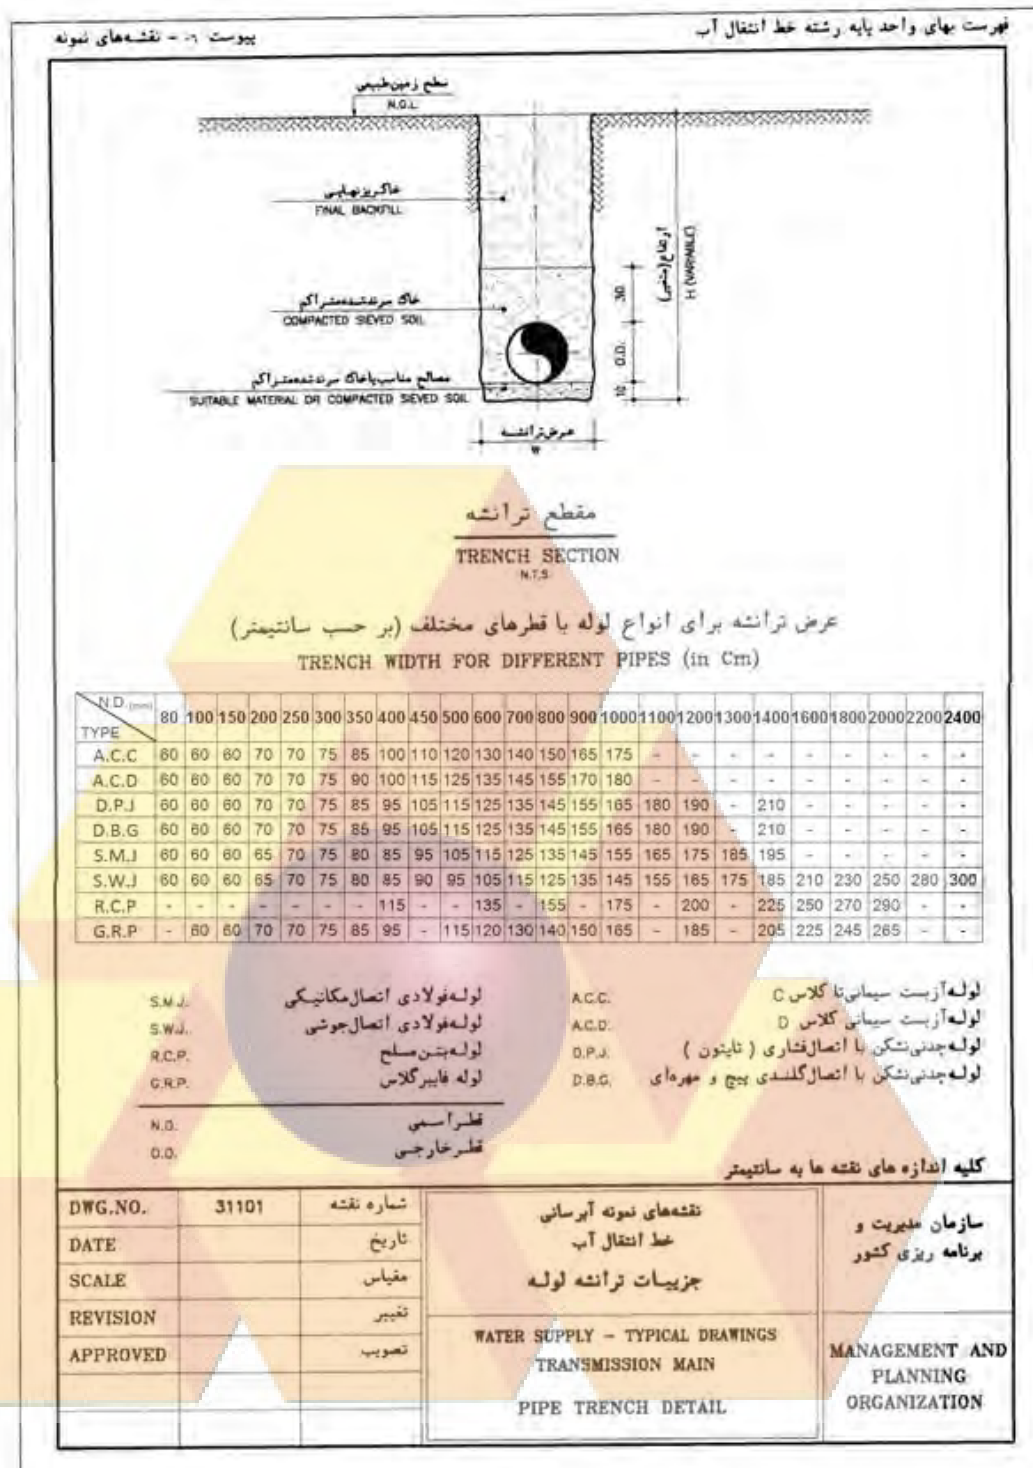 فهرست بهای واحد پایه رشته خط انتقال آب
پیوست ۶- - نقشه‌های نمونه
سطح زمین طبیعی
N.G.L.
خاکریز نهایی
FINAL BACKFILL
خاک سرند شده متراکم
COMPACTED SIEVED SOIL
مصالح مناسب یا خاک سرند شده متراکم
SUITABLE MATERIAL OR COMPACTED SIEVED SOIL
30
O.D.
10
ارتفاع (متغیر)
H (VARIABLE)
عرض ترانشه
W
مقطع ترانشه
TRENCH SECTION
N.T.S
عرض ترانشه برای انواع لوله با قطرهای مختلف (بر حسب سانتیمتر)
TRENCH WIDTH FOR DIFFERENT PIPES (in Cm)
N.D. (mm) TYPE 80 100 150 200 250 300 350 400 450 500 600 700 800 900 1000 1100 1200 1300 1400 1600 1800 2000 2200 2400
A.C.C 60 60 60 70 70 75 85 100 110 120 130 140 150 165 175 - - - - - - - - -
A.C.D 60 60 60 70 70 75 90 100 115 125 135 145 155 170 180 - - - - - - - - -
D.P.J 60 60 60 70 70 75 85 95 105 115 125 135 145 155 165 180 190 - 210 - - - - -
D.B.G 60 60 60 70 70 75 85 95 105 115 125 135 145 155 165 180 190 - 210 - - - - -
S.M.J 60 60 60 65 70 75 80 85 95 105 115 125 135 145 155 165 175 185 195 - - - - -
S.W.J 60 60 60 65 70 75 80 85 90 95 105 115 125 135 145 155 165 175 185 210 230 250 280 300
R.C.P - - - - - - - 115 - - 135 - 155 - 175 - 200 - 225 250 270 290 - -
G.R.P - 60 60 70 70 75 85 95 - 115 120 130 140 150 165 - 185 - 205 225 245 265 - -
لوله آزبست سیمانی تا کلاس C A.C.C.
لوله آزبست سیمانی کلاس D A.C.D.
لوله چدنی نشکن با اتصال فشاری ( تایتون ) D.P.J.
لوله چدنی نشکن با اتصال گلندی پیچ و مهره‌ای D.B.G.
لوله فولادی اتصال مکانیکی S.M.J.
لوله فولادی اتصال جوشی S.W.J.
لوله بتن مسلح R.C.P.
لوله فایبرگلاس G.R.P.
قطر اسمی N.D.
قطر خارجی O.D.
کلیه اندازه های نقشه ها به سانتیمتر
DWG.NO. 31101 شماره نقشه
DATE تاریخ
SCALE مقیاس
REVISION تغییر
APPROVED تصویب
نقشه‌های نمونه آبرسانی
خط انتقال آب
جزییات ترانشه لوله
WATER SUPPLY - TYPICAL DRAWINGS
TRANSMISSION MAIN
PIPE TRENCH DETAIL
سازمان مدیریت و
برنامه ریزی کشور
MANAGEMENT AND
PLANNING
ORGANIZATION